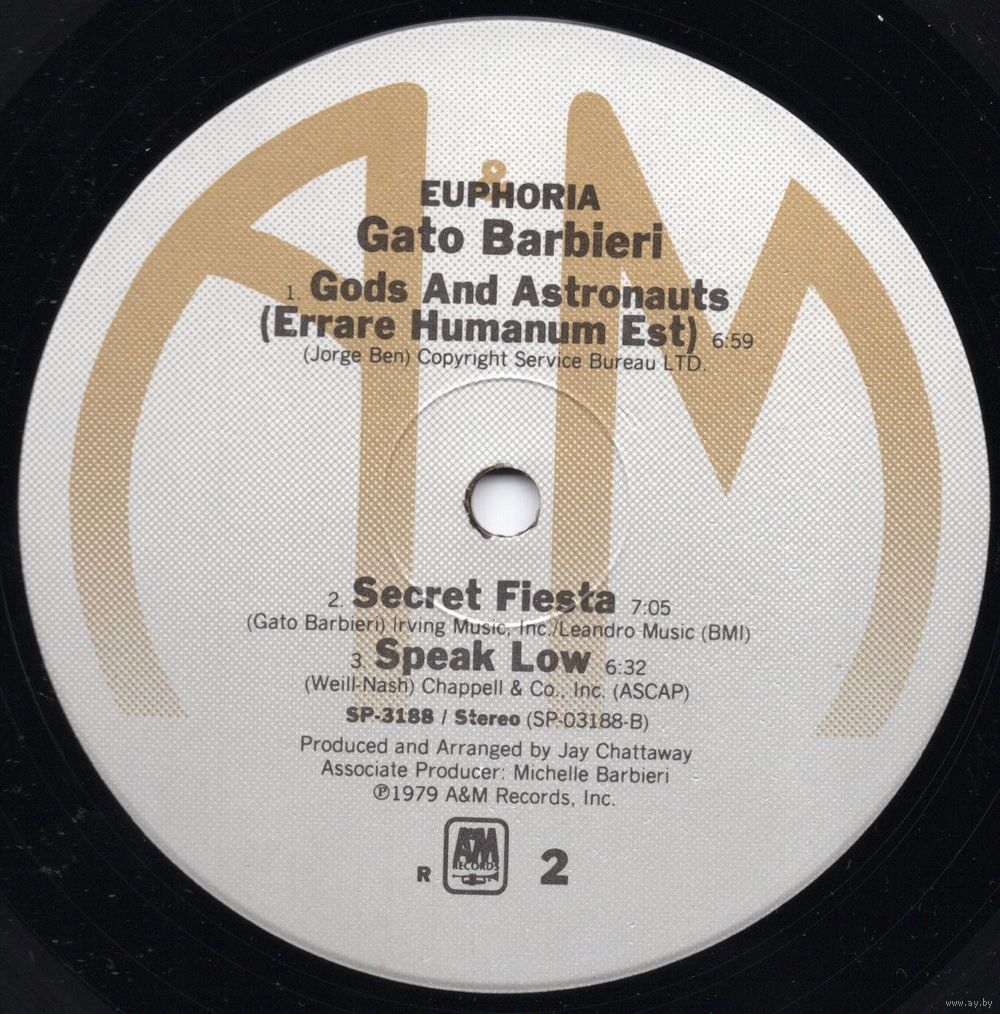 A&M
EUPHORIA
Gato Barbieri
1. Gods And Astronauts
(Errare Humanum Est) 6:59
(Jorge Ben) Copyright Service Bureau LTD.
2. Secret Fiesta 7:05
(Gato Barbieri) Irving Music, Inc./Leandro Music (BMI)
3. Speak Low 6:32
(Weill-Nash) Chappell & Co., Inc. (ASCAP)
SP-3188 / Stereo (SP-03188-B)
Produced and Arranged by Jay Chattaway
Associate Producer: Michelle Barbieri
℗1979 A&M Records, Inc.
R A&M RECORDS 2
www.ay.by